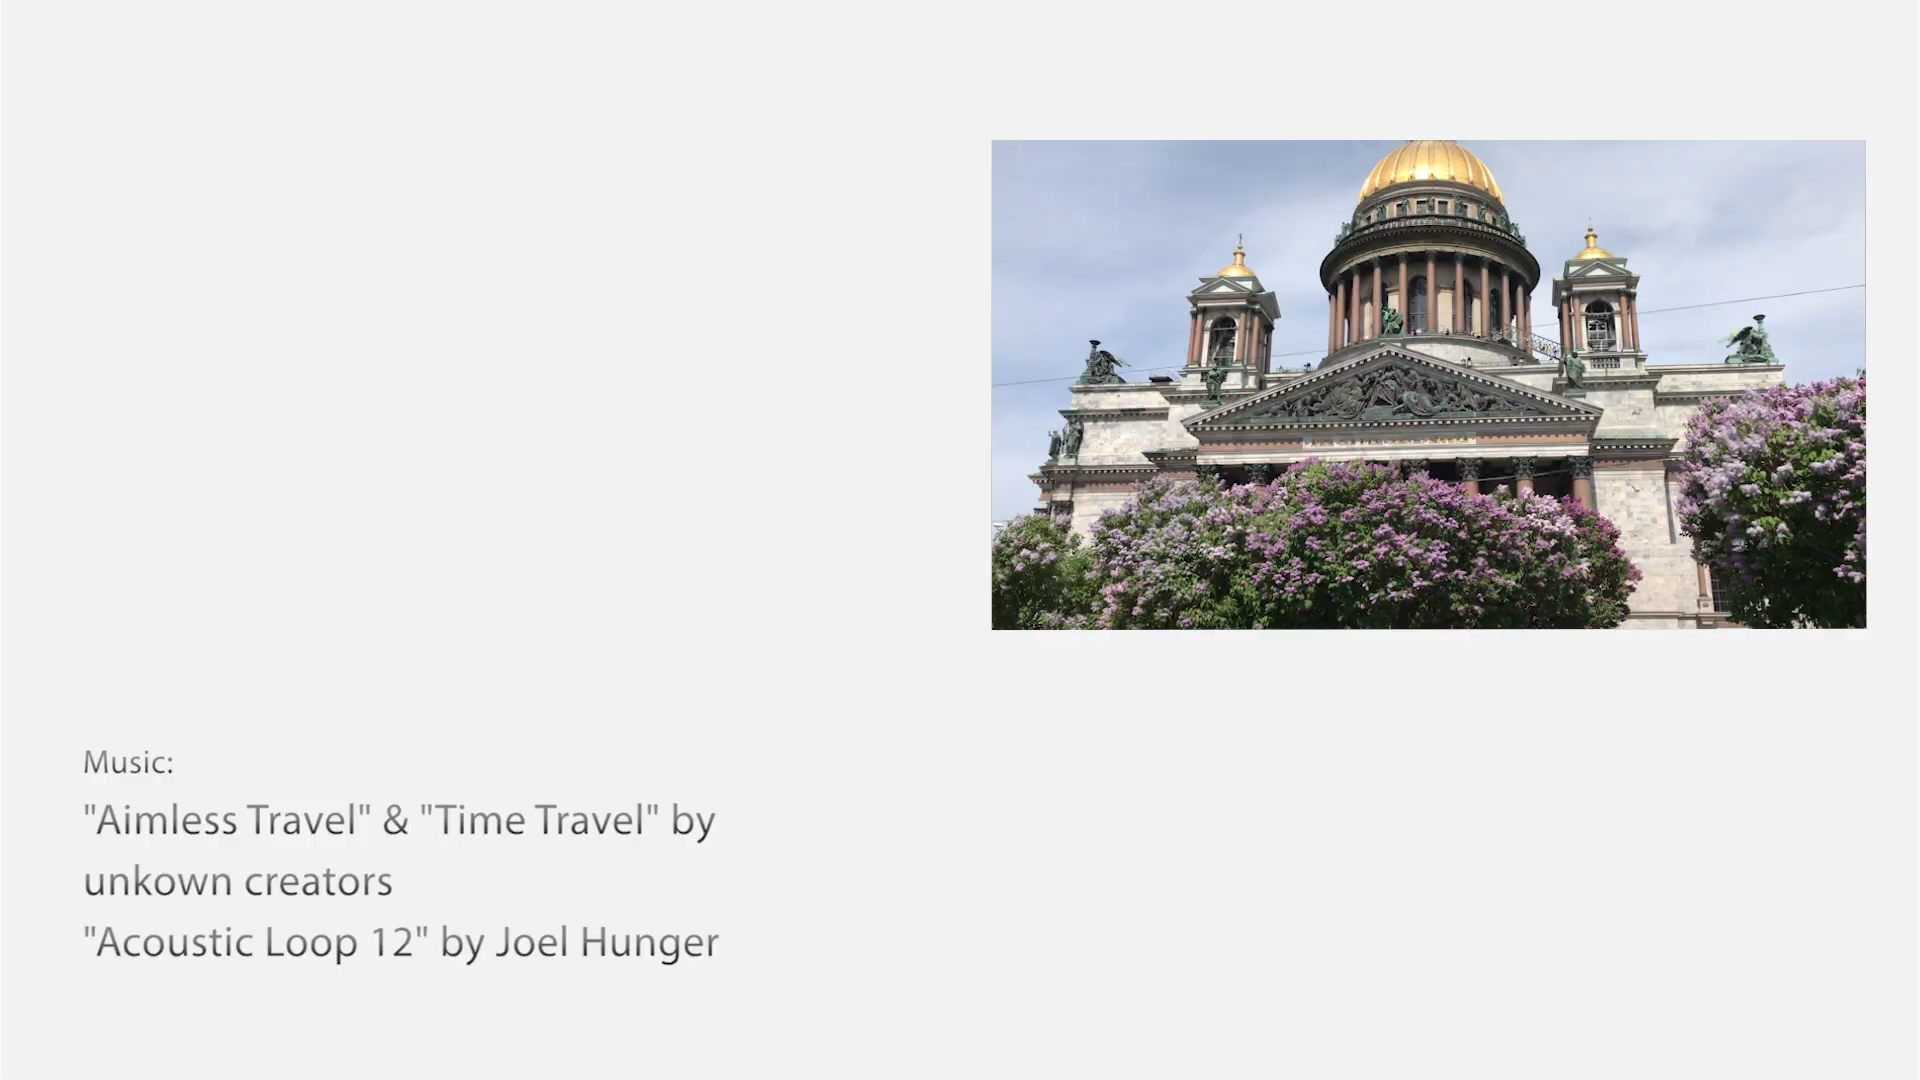 Music:
"Aimless Travel" & "Time Travel" by
unkown creators
"Acoustic Loop 12" by Joel Hunger